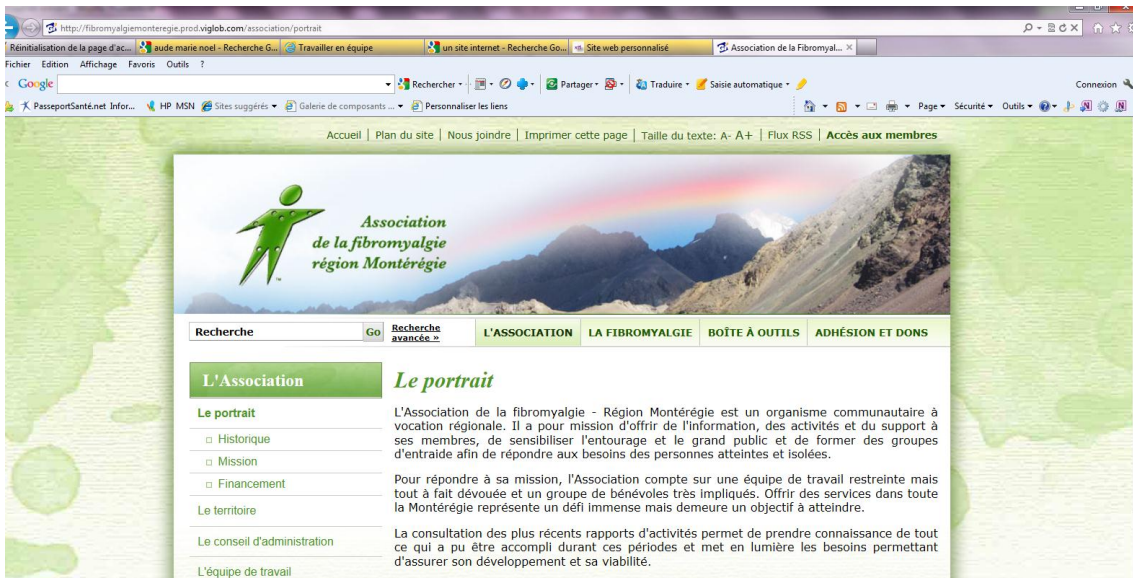 http://fibromyalgiemonteregie.prod.viglob.com/association/portrait
Réinitialisation de la page d'ac... aude marie noel - Recherche G... Travailler en équipe un site internet - Recherche Go... Site web personnalisé Association de la Fibromyal...
Fichier Edition Affichage Favoris Outils ?
Google Rechercher Partager Traduire Saisie automatique Connexion
PasseportSanté.net Infor... HP MSN Sites suggérés Galerie de composants ... Personnaliser les liens Page Sécurité Outils
Accueil | Plan du site | Nous joindre | Imprimer cette page | Taille du texte: A- A+ | Flux RSS | Accès aux membres
Association
de la fibromyalgie
région Montérégie
Recherche Go Recherche avancée » L'ASSOCIATION LA FIBROMYALGIE BOÎTE À OUTILS ADHÉSION ET DONS
L'Association
Le portrait
Historique
Mission
Financement
Le territoire
Le conseil d'administration
L'équipe de travail
Le portrait
L'Association de la fibromyalgie - Région Montérégie est un organisme communautaire à
vocation régionale. Il a pour mission d'offrir de l'information, des activités et du support à
ses membres, de sensibiliser l'entourage et le grand public et de former des groupes
d'entraide afin de répondre aux besoins des personnes atteintes et isolées.
Pour répondre à sa mission, l'Association compte sur une équipe de travail restreinte mais
tout à fait dévouée et un groupe de bénévoles très impliqués. Offrir des services dans toute
la Montérégie représente un défi immense mais demeure un objectif à atteindre.
La consultation des plus récents rapports d'activités permet de prendre connaissance de tout
ce qui a pu être accompli durant ces périodes et met en lumière les besoins permettant
d'assurer son développement et sa viabilité.